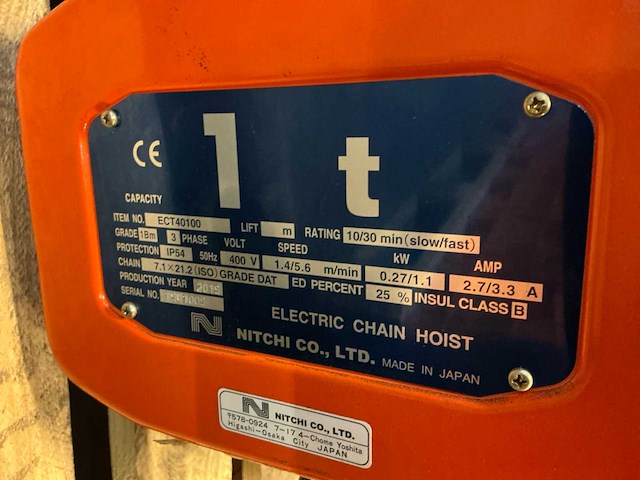 CE
1 t
CAPACITY
ITEM NO. ECT40100 LIFT m RATING 10/30 min (slow/fast)
GRADE 1Bm 3 PHASE VOLT SPEED kW AMP
PROTECTION IP54 50Hz 400 V 1.4/5.6 m/min 0.27/1.1 2.7/3.3 A
CHAIN 7.1×21.2 (ISO) GRADE DAT ED PERCENT 25 % INSUL CLASS B
PRODUCTION YEAR 2019
SERIAL NO.
ELECTRIC CHAIN HOIST
N NITCHI CO., LTD. MADE IN JAPAN
N NITCHI CO., LTD.
〒578-0924 7-17,4-Chome Yoshita
Higashi-Osaka City JAPAN